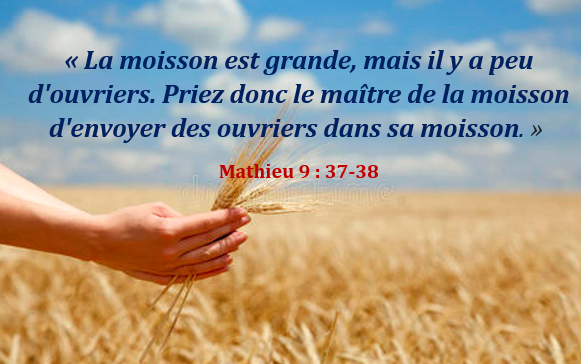 « La moisson est grande, mais il y a peu
d'ouvriers. Priez donc le maître de la moisson
d'envoyer des ouvriers dans sa moisson. »
Mathieu 9 : 37-38